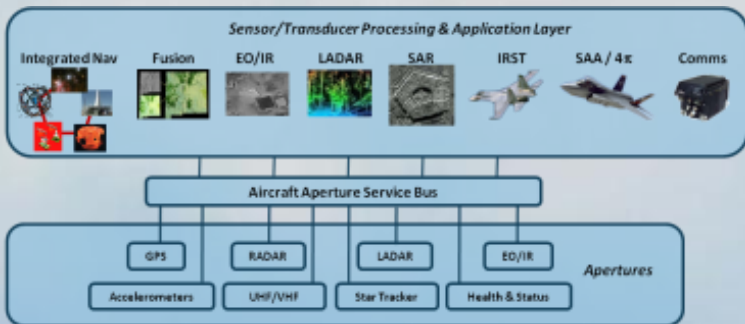 Sensor/Transducer Processing & Application Layer
Integrated Nav Fusion EO/IR LADAR SAR IRST SAA / 4π Comms
Aircraft Aperture Service Bus
GPS RADAR LADAR EO/IR
Apertures
Accelerometers UHF/VHF Star Tracker Health & Status